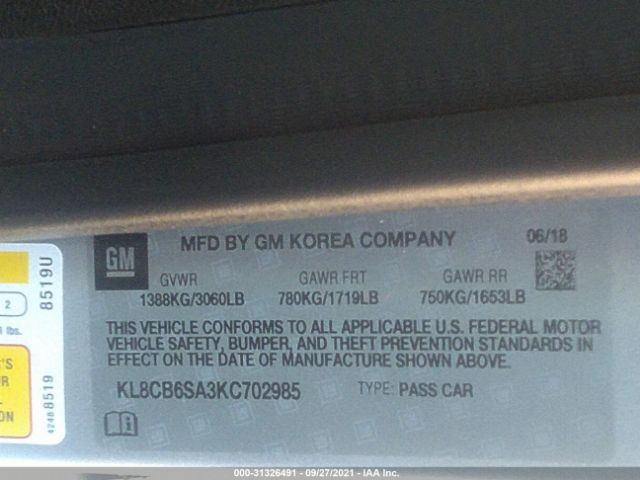 GM
MFD BY GM KOREA COMPANY
06/18
GVWR
GAWR FRT
GAWR RR
1388KG/3060LB
780KG/1719LB
750KG/1653LB
THIS VEHICLE CONFORMS TO ALL APPLICABLE U.S. FEDERAL MOTOR
VEHICLE SAFETY, BUMPER, AND THEFT PREVENTION STANDARDS IN
EFFECT ON THE DATE OF MANUFACTURE SHOWN ABOVE.
KL8CB6SA3KC702985
TYPE: PASS CAR
8519U
2
lbs.
42488519
000-31326491 - 09/27/2021 - IAA Inc.